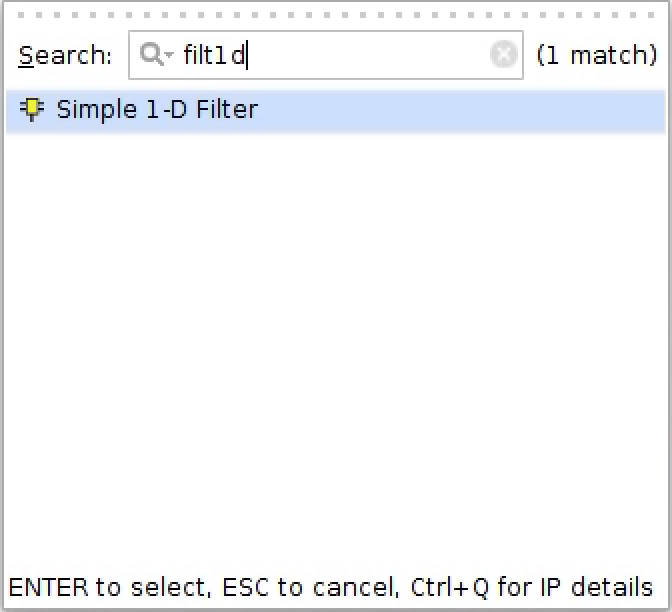 Search: filt1d (1 match)
Simple 1-D Filter
ENTER to select, ESC to cancel, Ctrl+Q for IP details